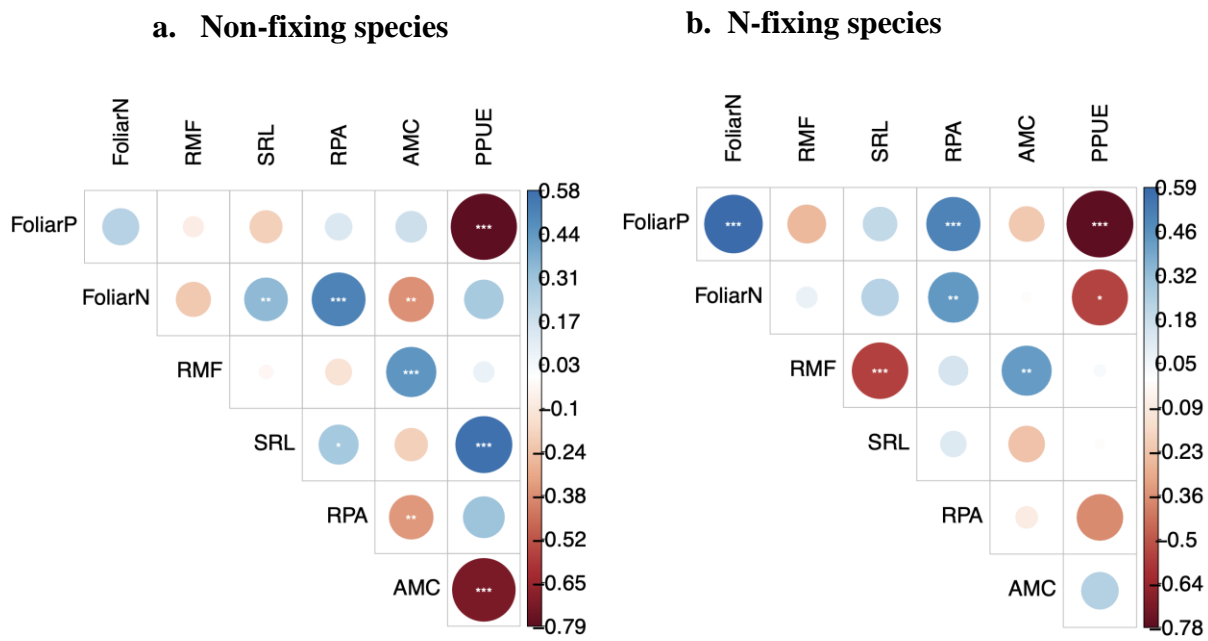 a. Non-fixing species
FoliarN
RMF
SRL
RPA
AMC
PPUE
FoliarP
***
FoliarN
**
***
**
RMF
***
SRL
*
***
RPA
**
AMC
***
0.58
0.44
0.31
0.17
0.03
−0.1
−0.24
−0.38
−0.52
−0.65
−0.79
b. N-fixing species
FoliarN
RMF
SRL
RPA
AMC
PPUE
FoliarP
***
***
***
FoliarN
**
*
RMF
***
**
SRL
RPA
AMC
0.59
0.46
0.32
0.18
0.05
−0.09
−0.23
−0.36
−0.5
−0.64
−0.78